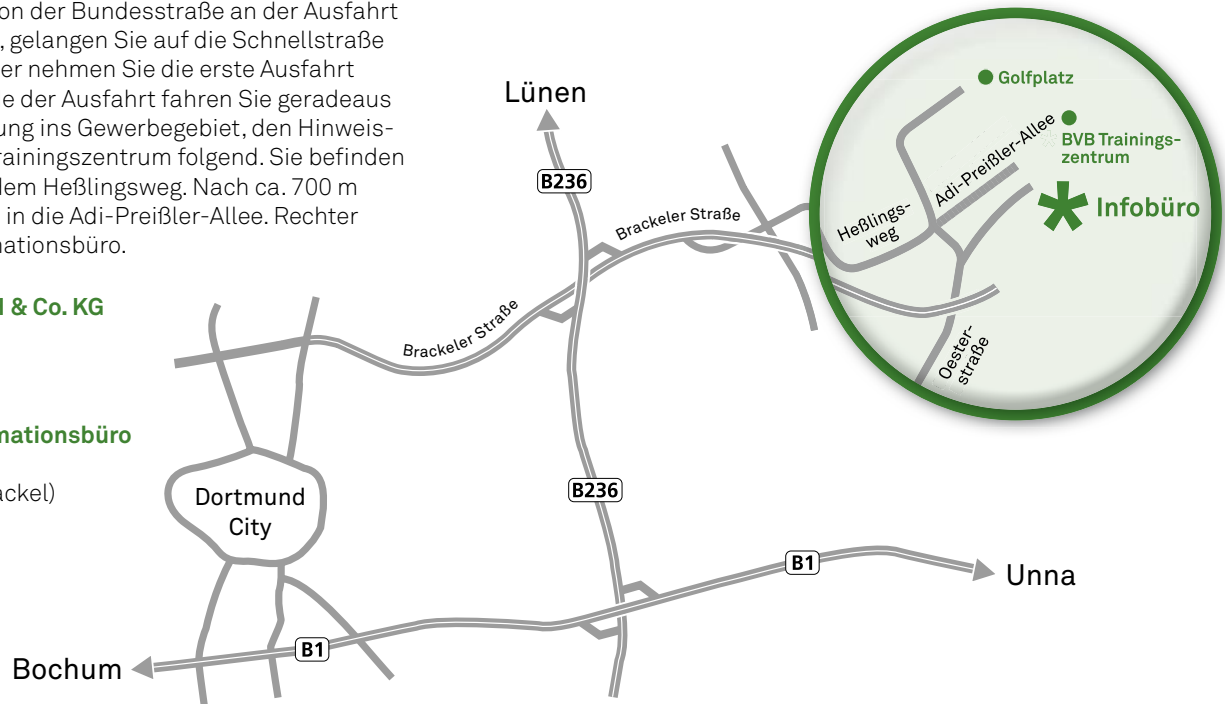 on der Bundesstraße an der Ausfahrt
, gelangen Sie auf die Schnellstraße
er nehmen Sie die erste Ausfahrt
e der Ausfahrt fahren Sie geradeaus
ung ins Gewerbegebiet, den Hinweis-
rainingszentrum folgend. Sie befinden
dem Heßlingsweg. Nach ca. 700 m
in die Adi-Preißler-Allee. Rechter
mationsbüro.
& Co. KG
mationsbüro
ackel)
Lünen
B236
Brackeler Straße
Brackeler Straße
B236
Dortmund
City
B1
Unna
B1
Bochum
Golfplatz
Adi-Preißler-Allee
BVB Trainings-
zentrum
Infobüro
Heßlings-
weg
Oester-
straße